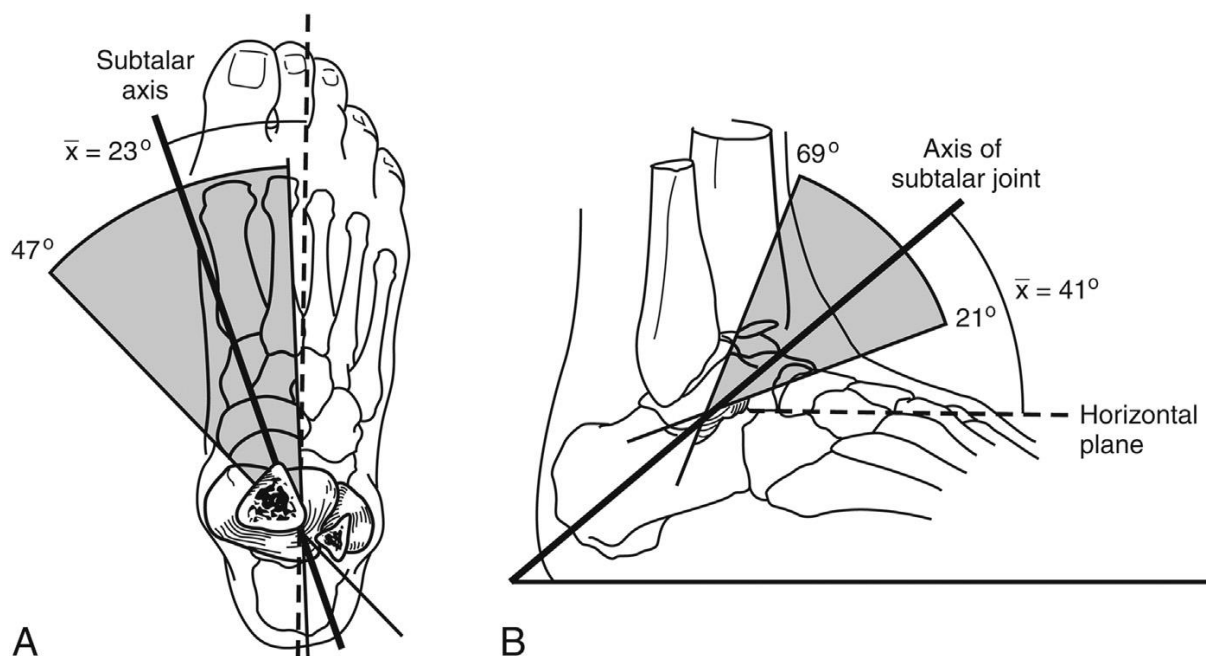 Subtalar
axis
x̅ = 23°
47°
A
69°
Axis of
subtalar joint
x̅ = 41°
21°
Horizontal
plane
B